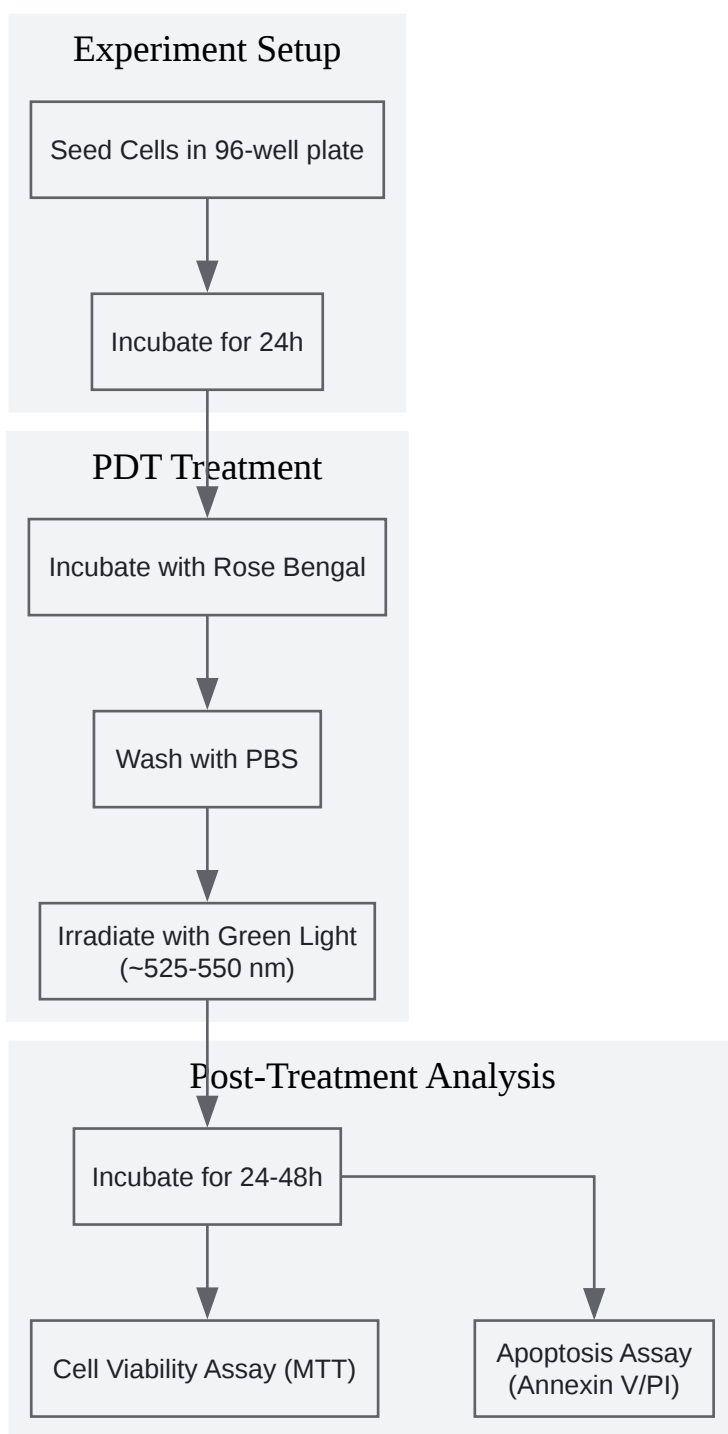 Experiment Setup
Seed Cells in 96-well plate
Incubate for 24h
PDT Treatment
Incubate with Rose Bengal
Wash with PBS
Irradiate with Green Light
(~525-550 nm)
Post-Treatment Analysis
Incubate for 24-48h
Cell Viability Assay (MTT)
Apoptosis Assay
(Annexin V/PI)